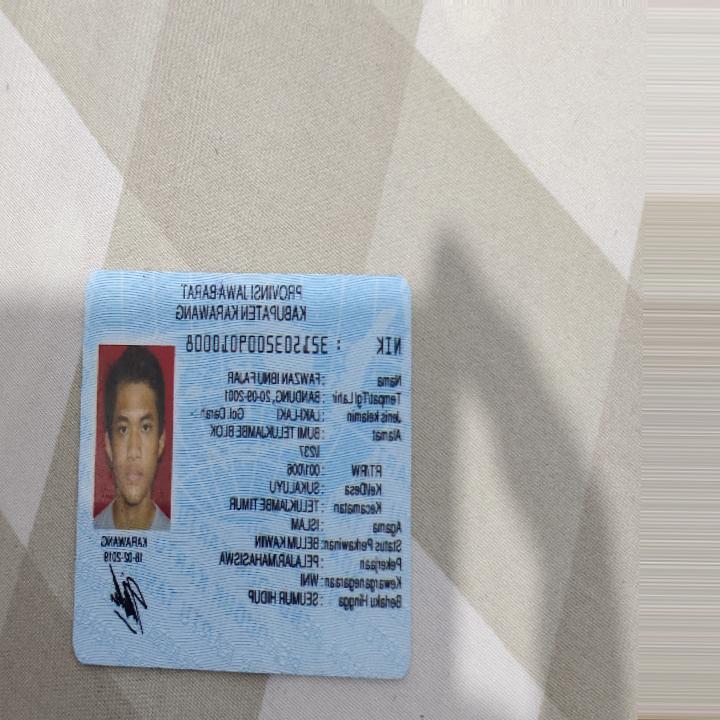 PROVINSI JAWA BARAT
KABUPATEN KARAWANG
NIK : 3215032009010008
Nama : FAWZAN IBNU FAJAR
Tempat/Tgl Lahir : BANDUNG, 20-09-2001
Jenis kelamin : LAKI-LAKI Gol. Darah : -
Alamat : BUMI TELUKJAMBE BLOK
I/237
RT/RW : 001/006
Kel/Desa : SUKALUYU
Kecamatan : TELUKJAMBE TIMUR
Agama : ISLAM
Status Perkawinan: BELUM KAWIN
Pekerjaan : PELAJAR/MAHASISWA
Kewarganegaraan: WNI
Berlaku Hingga : SEUMUR HIDUP
KARAWANG
18-02-2019